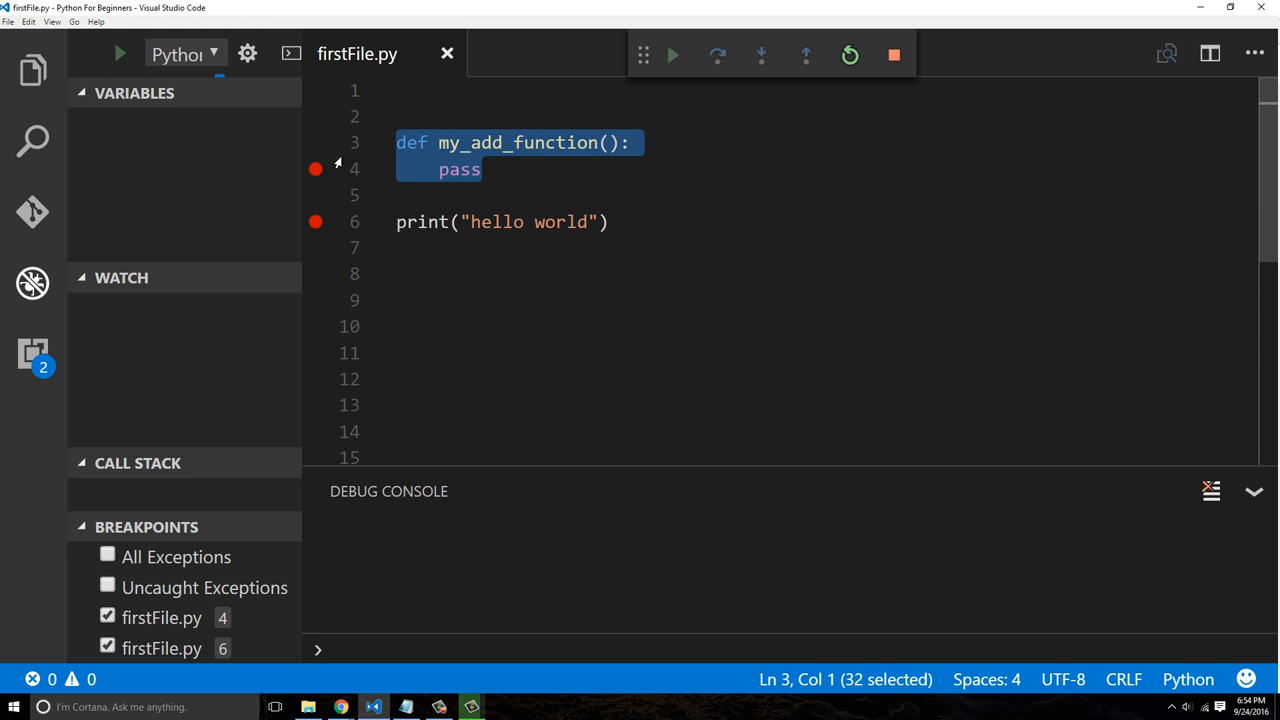 firstFile.py - Python For Beginners - Visual Studio Code
File Edit View Go Help
Pythor
firstFile.py
VARIABLES
1
2
3 def my_add_function():
4 pass
5
6 print("hello world")
7
8
9
10
11
12
13
14
15
WATCH
CALL STACK
BREAKPOINTS
All Exceptions
Uncaught Exceptions
firstFile.py 4
firstFile.py 6
2
DEBUG CONSOLE
0 0
Ln 3, Col 1 (32 selected) Spaces: 4 UTF-8 CRLF Python
I'm Cortana. Ask me anything.
6:54 PM
9/24/2016